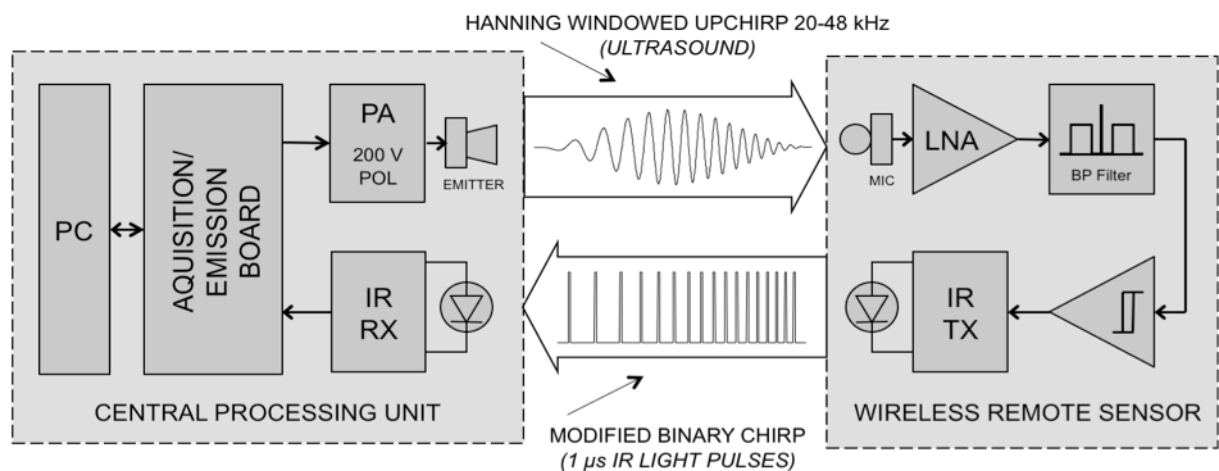 HANNING WINDOWED UPCHIRP 20-48 kHz
(ULTRASOUND)
PC
AQUISITION/
EMISSION
BOARD
PA
200 V
POL
EMITTER
IR
RX
CENTRAL PROCESSING UNIT
MIC
LNA
BP Filter
IR
TX
WIRELESS REMOTE SENSOR
MODIFIED BINARY CHIRP
(1 µs IR LIGHT PULSES)